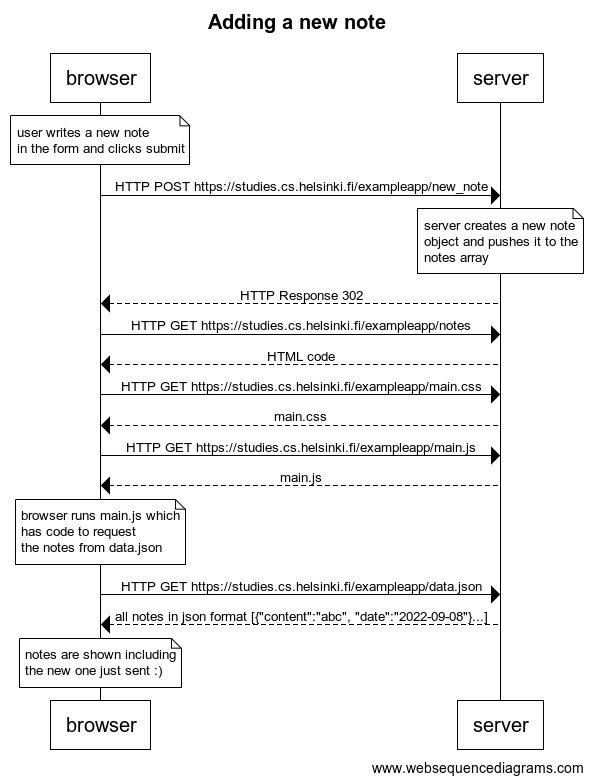 Adding a new note
browser
server
user writes a new note
in the form and clicks submit
HTTP POST https://studies.cs.helsinki.fi/exampleapp/new_note
server creates a new note
object and pushes it to the
notes array
HTTP Response 302
HTTP GET https://studies.cs.helsinki.fi/exampleapp/notes
HTML code
HTTP GET https://studies.cs.helsinki.fi/exampleapp/main.css
main.css
HTTP GET https://studies.cs.helsinki.fi/exampleapp/main.js
main.js
browser runs main.js which
has code to request
the notes from data.json
HTTP GET https://studies.cs.helsinki.fi/exampleapp/data.json
all notes in json format [{"content":"abc", "date":"2022-09-08"}...]
notes are shown including
the new one just sent :)
browser
server
www.websequencediagrams.com